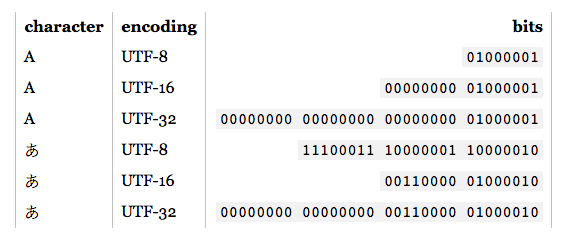 character encoding bits
A UTF-8 01000001
A UTF-16 00000000 01000001
A UTF-32 00000000 00000000 00000000 01000001
あ UTF-8 11100011 10000001 10000010
あ UTF-16 00110000 01000010
あ UTF-32 00000000 00000000 00110000 01000010